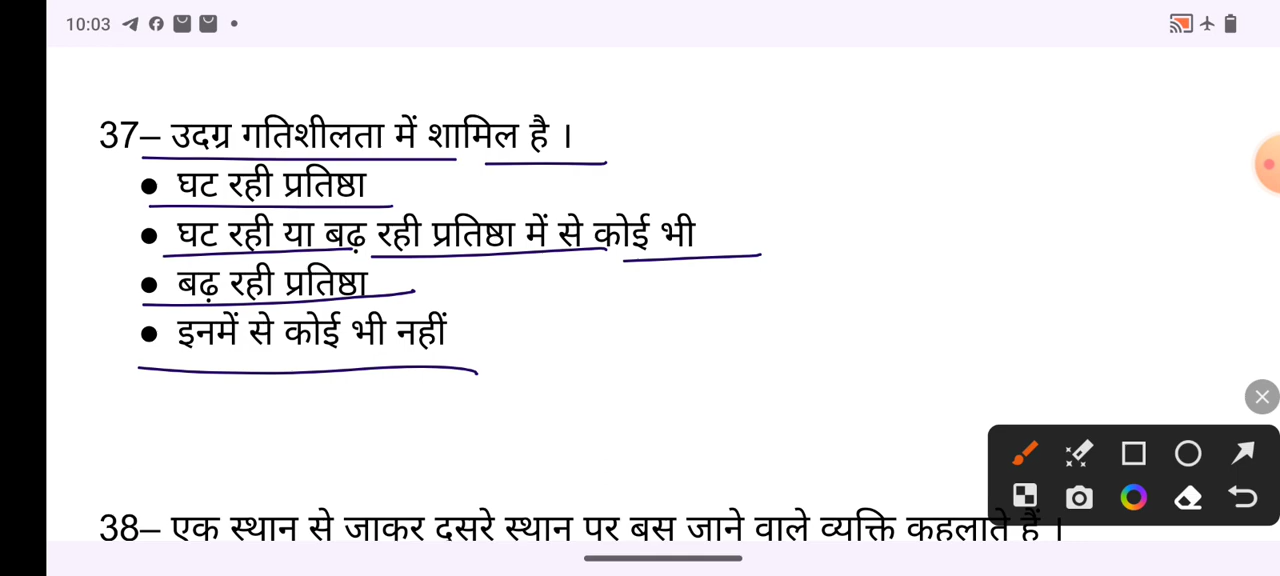 10:03
37– उदग्र गतिशीलता में शामिल है ।
● घट रही प्रतिष्ठा
● घट रही या बढ़ रही प्रतिष्ठा में से कोई भी
● बढ़ रही प्रतिष्ठा
● इनमें से कोई भी नहीं
38– एक स्थान से जाकर दूसरे स्थान पर बस जाने वाले व्यक्ति कहलाते हैं ।